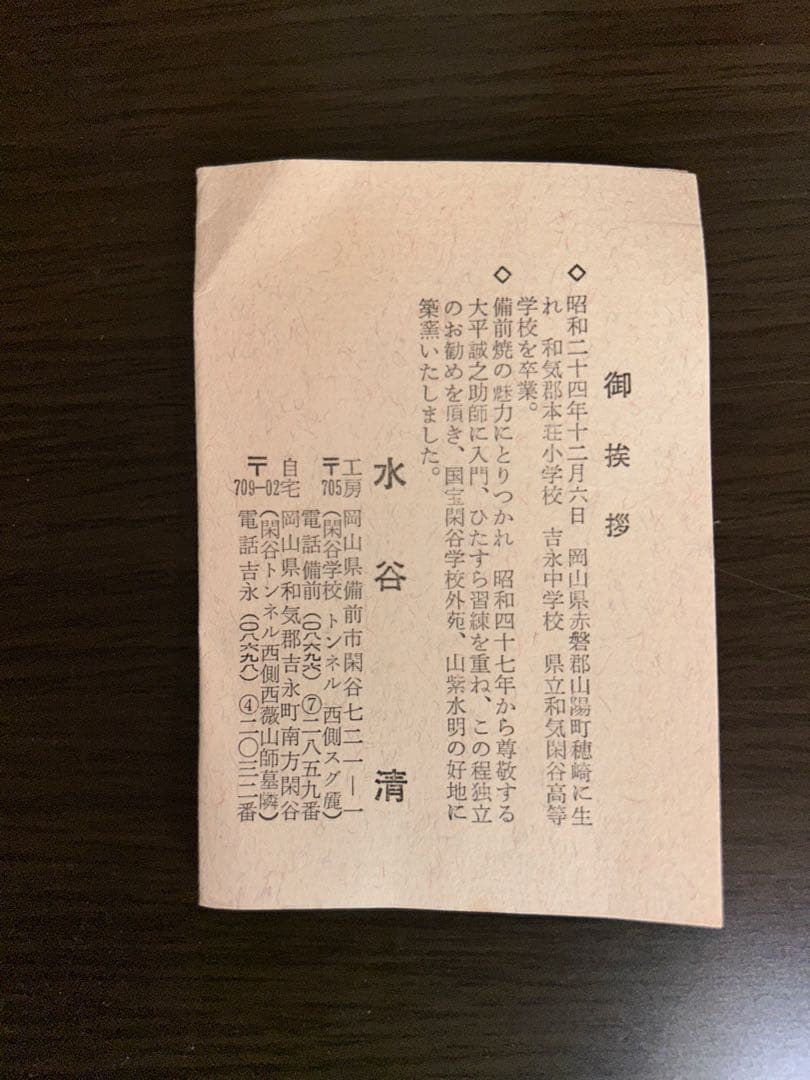 御挨拶
◇昭和二十四年十二月六日　岡山県赤磐郡山陽町穂崎に生
れ　和気郡本荘小学校　吉永中学校　県立和気閑谷高等
学校を卒業。
◇備前焼の魅力にとりつかれ　昭和四十七年から尊敬する
大平誠之助師に入門、ひたすら習練を重ね、この程独立
のお勧めを頂き、国宝閑谷学校外苑、山紫水明の好地に
築窯いたしました。
水谷清
工房　岡山県備前市閑谷七二一―一
〒705（閑谷学校トンネル西側スグ麓）
電話備前（〇八六九六）⑦二八五九番
自宅　岡山県和気郡吉永町南方閑谷
〒709-02（閑谷トンネル西側西薇山師墓隣）
電話吉永（〇八六九八）④二〇三二番